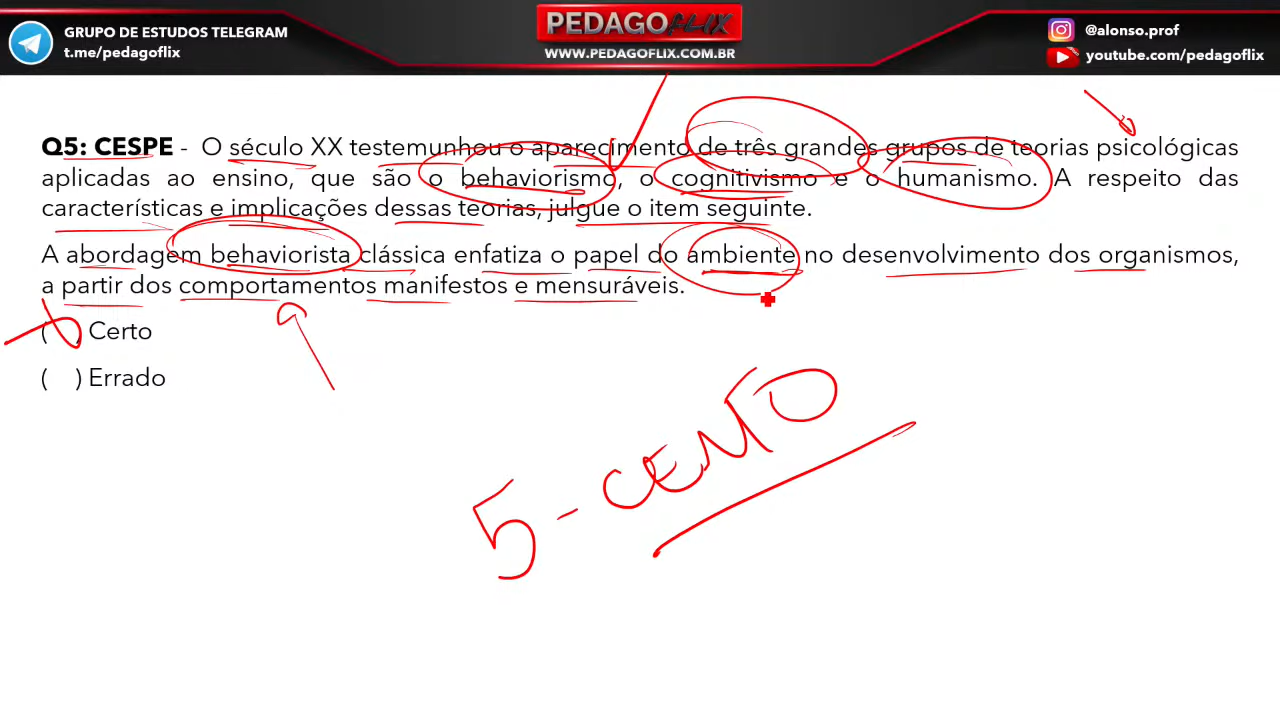 GRUPO DE ESTUDOS TELEGRAM
t.me/pedagoflix
PEDAGOFLIX
WWW.PEDAGOFLIX.COM.BR
@alonso.prof
youtube.com/pedagoflix
Q5: CESPE - O século XX testemunhou o aparecimento de três grandes grupos de teorias psicológicas
aplicadas ao ensino, que são o behaviorismo, o cognitivismo e o humanismo. A respeito das
características e implicações dessas teorias, julgue o item seguinte.
A abordagem behaviorista clássica enfatiza o papel do ambiente no desenvolvimento dos organismos,
a partir dos comportamentos manifestos e mensuráveis.
( ) Certo
( ) Errado
5 - CERTO